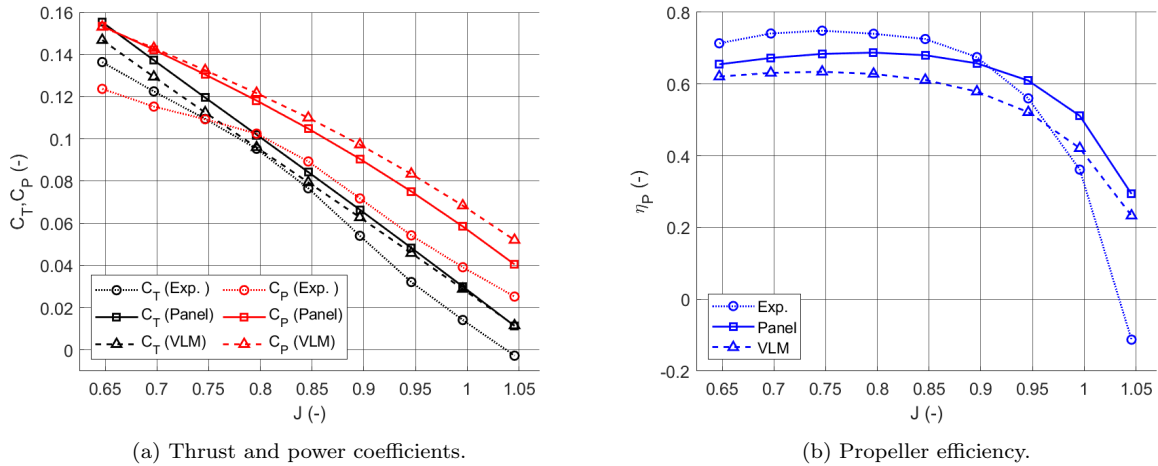 0.16
0.14
0.12
0.1
0.08
0.06
0.04
0.02
0
C_T,C_P (-)
C_T (Exp. ) C_P (Exp. )
C_T (Panel) C_P (Panel)
C_T (VLM) C_P (VLM)
0.65 0.7 0.75 0.8 0.85 0.9 0.95 1 1.05
J (-)
(a) Thrust and power coefficients.
0.8
0.6
0.4
0.2
0
-0.2
η_P (-)
Exp.
Panel
VLM
0.65 0.7 0.75 0.8 0.85 0.9 0.95 1 1.05
J (-)
(b) Propeller efficiency.